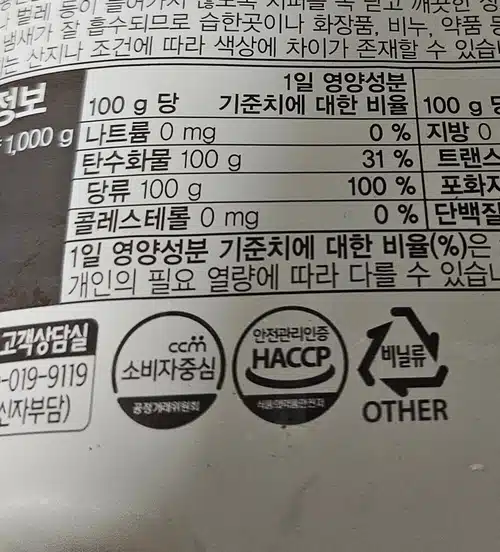 벌레 등이 들어가지 않도록 지퍼를 꼭 닫고 깨끗한
냄새가 잘 흡수되므로 습한곳이나 화장품, 비누, 약품
는 산지나 조건에 따라 색상에 차이가 존재할 수 있습니
정보
1,000 g
100 g 당
1일 영양성분
기준치에 대한 비율
100 g 당
나트륨 0 mg
0 %
지방 0
탄수화물 100 g
31 %
트랜스
당류 100 g
100 %
포화지
콜레스테롤 0 mg
0 %
단백질
1일 영양성분 기준치에 대한 비율(%)은
개인의 필요 열량에 따라 다를 수 있습니
고객상담실
-019-9119
신자부담)
ccm
소비자중심
공정거래위원회
안전관리인증
HACCP
식품의약품안전처
비닐류
OTHER